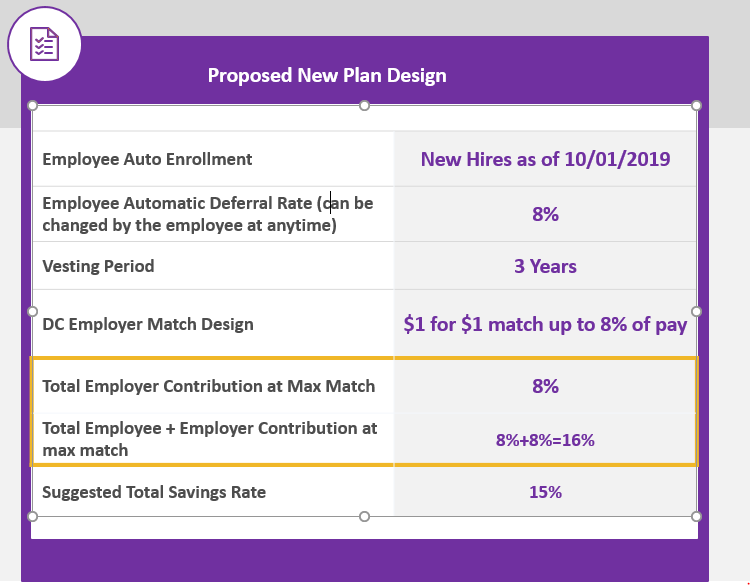 Proposed New Plan Design
Employee Auto Enrollment
New Hires as of 10/01/2019
Employee Automatic Deferral Rate (can be
changed by the employee at anytime)
8%
Vesting Period
3 Years
DC Employer Match Design
$1 for $1 match up to 8% of pay
Total Employer Contribution at Max Match
8%
Total Employee + Employer Contribution at
max match
8%+8%=16%
Suggested Total Savings Rate
15%